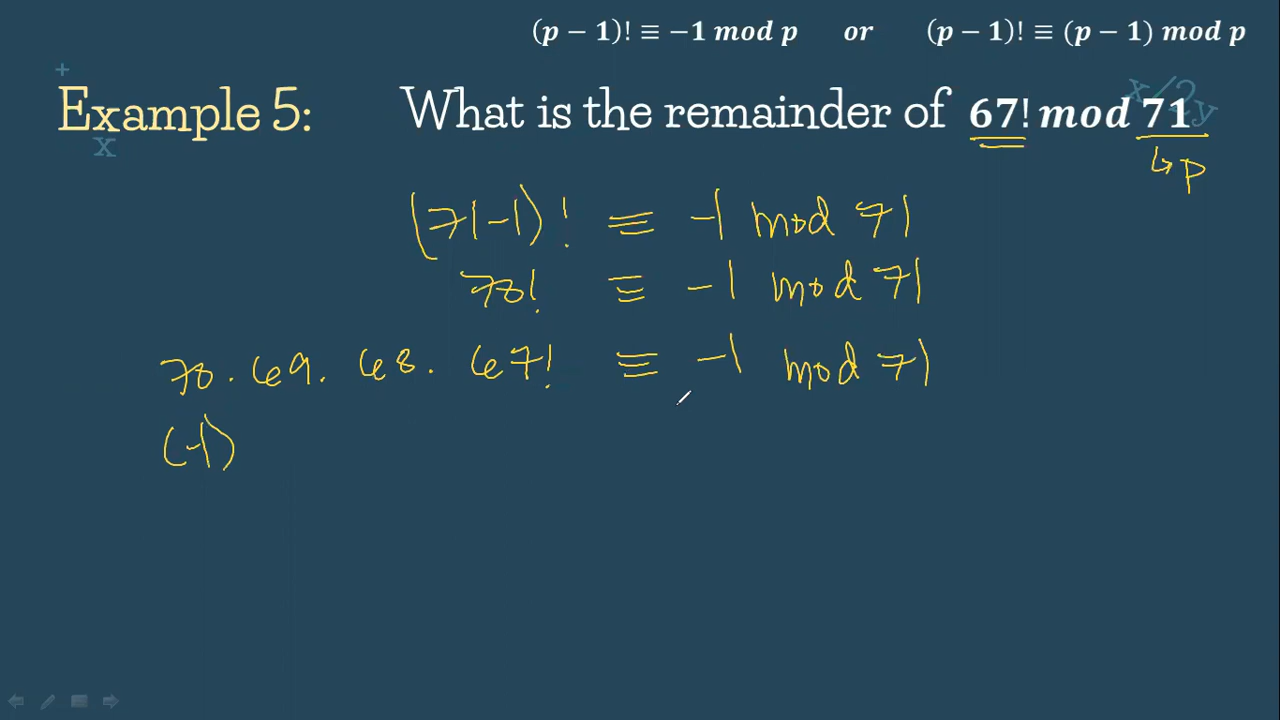 (p − 1)! ≡ −1 mod p or (p − 1)! ≡ (p − 1) mod p
Example 5: What is the remainder of 67! mod 71
↳ p
(71-1)! ≡ -1 mod 71
70! ≡ -1 mod 71
70 . 69 . 68 . 67! ≡ -1 mod 71
(-1)
+
x
x/2y